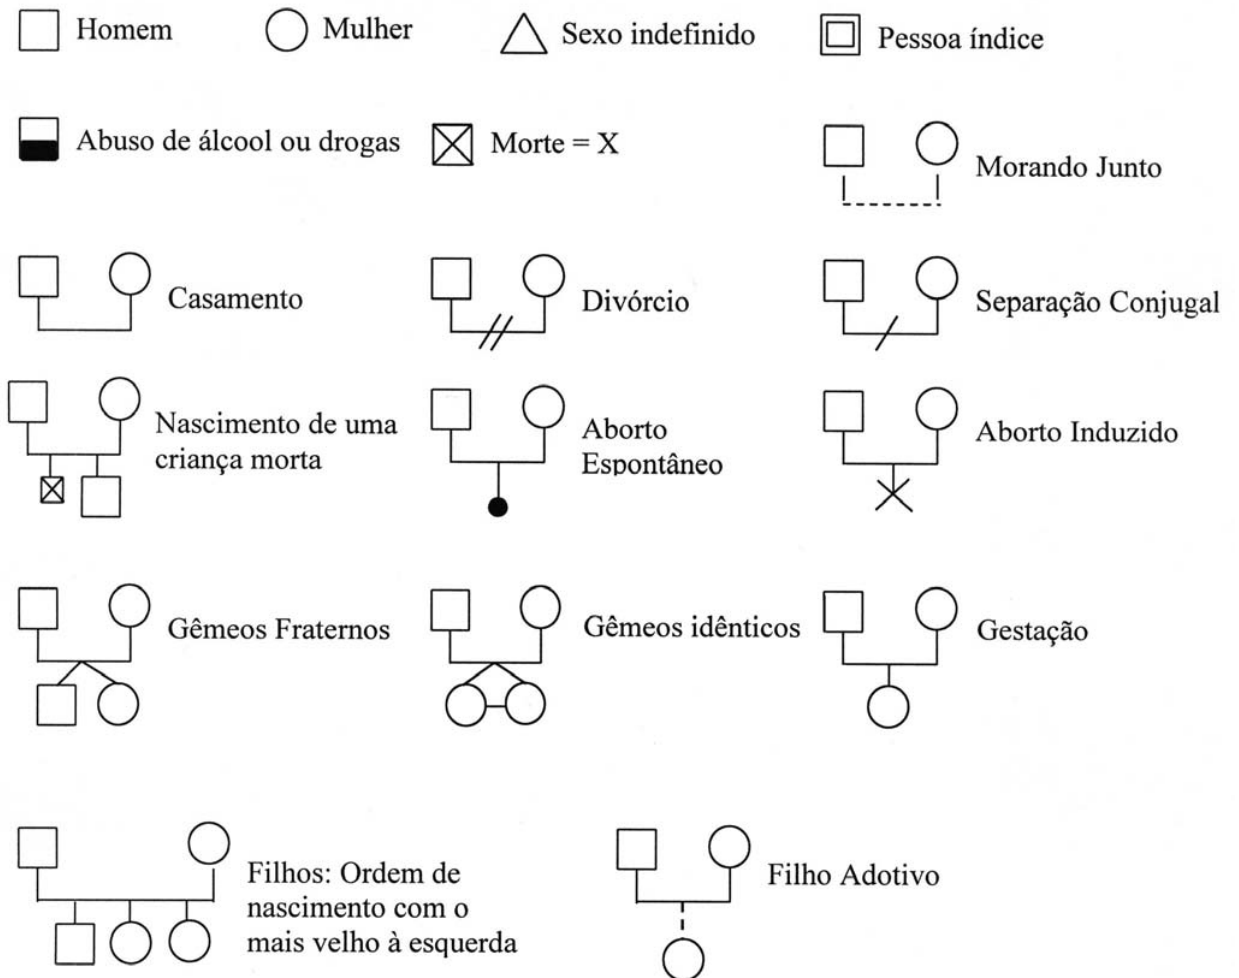 Homem
Mulher
Sexo indefinido
Pessoa índice
Abuso de álcool ou drogas
Morte = X
Morando Junto
Casamento
Divórcio
Separação Conjugal
Nascimento de uma
criança morta
Aborto
Espontâneo
Aborto Induzido
Gêmeos Fraternos
Gêmeos idênticos
Gestação
Filhos: Ordem de
nascimento com o
mais velho à esquerda
Filho Adotivo